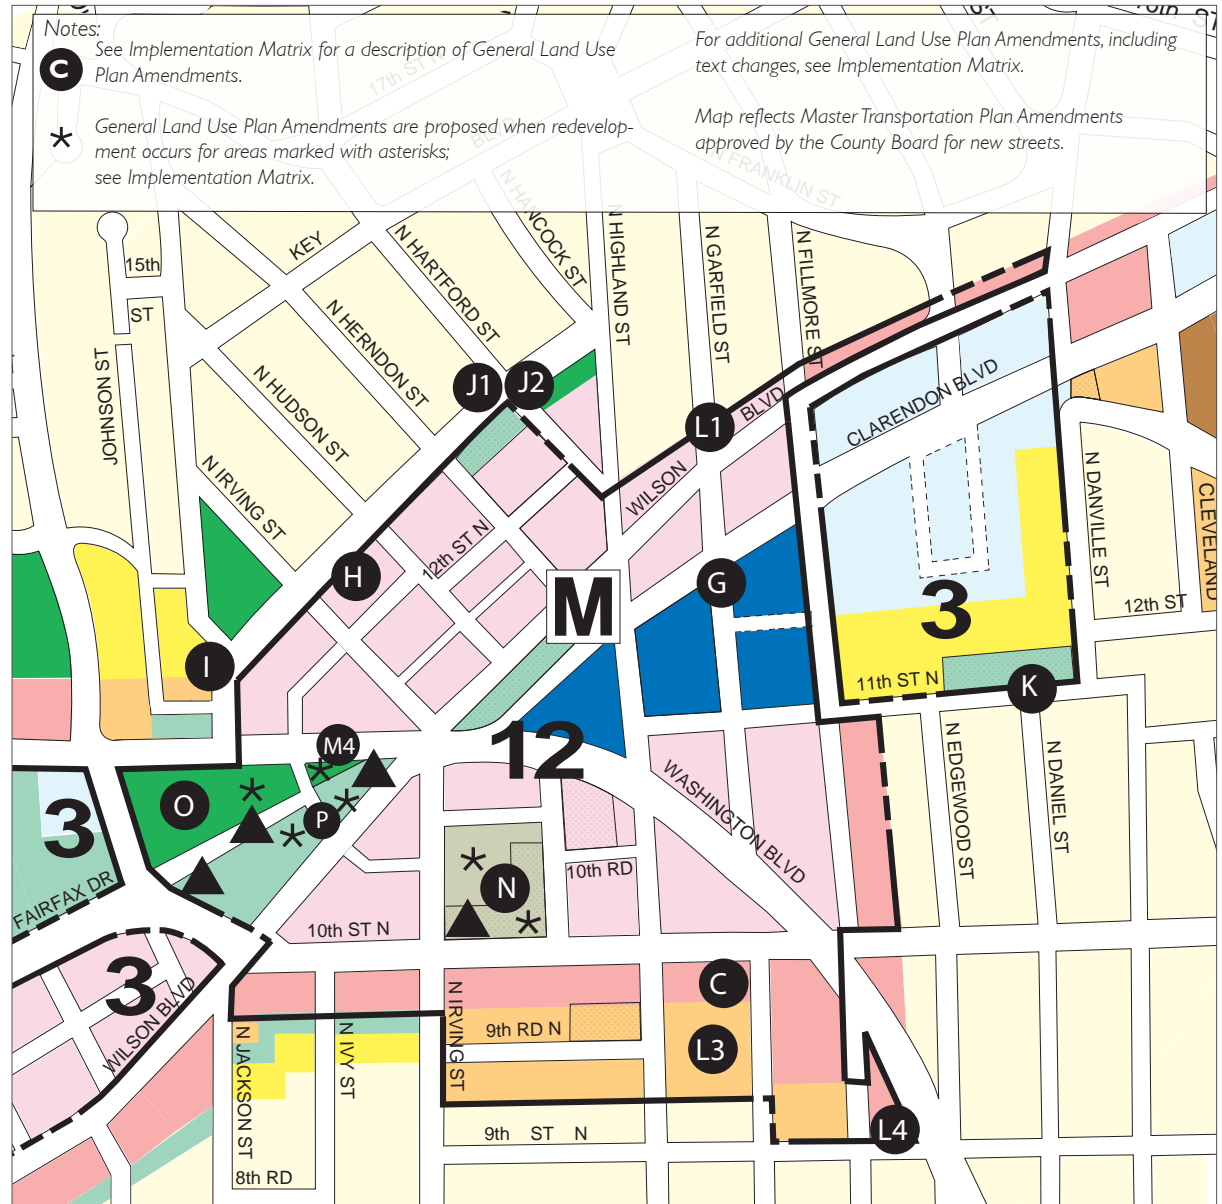 Notes:
C
See Implementation Matrix for a description of General Land Use
Plan Amendments.
*
General Land Use Plan Amendments are proposed when redevelop-
ment occurs for areas marked with asterisks;
see Implementation Matrix.
For additional General Land Use Plan Amendments, including
text changes, see Implementation Matrix.
Map reflects Master Transportation Plan Amendments
approved by the County Board for new streets.
17th ST N
BLVD
N FRANKLIN ST
ST
15th
ST
KEY
N HARTFORD ST
N HANCOCK ST
N HIGHLAND ST
N GARFIELD ST
N FILLMORE ST
JOHNSON ST
N HERNDON ST
N HUDSON ST
N IRVING ST
J1
J2
L1
WILSON
BLVD
CLARENDON BLVD
N DANVILLE ST
CLEVELAND
12th ST
12th ST N
H
G
M
3
I
11th ST N
K
M4
12
O
*
*
*
*
P
3
FAIRFAX DR
WASHINGTON BLVD
N EDGEWOOD ST
N DANIEL ST
*
N
*
10th RD
10th ST N
3
WILSON BLVD
C
L3
L4
N IRVING ST
9th RD N
N JACKSON ST
N IVY ST
9th ST N
8th RD